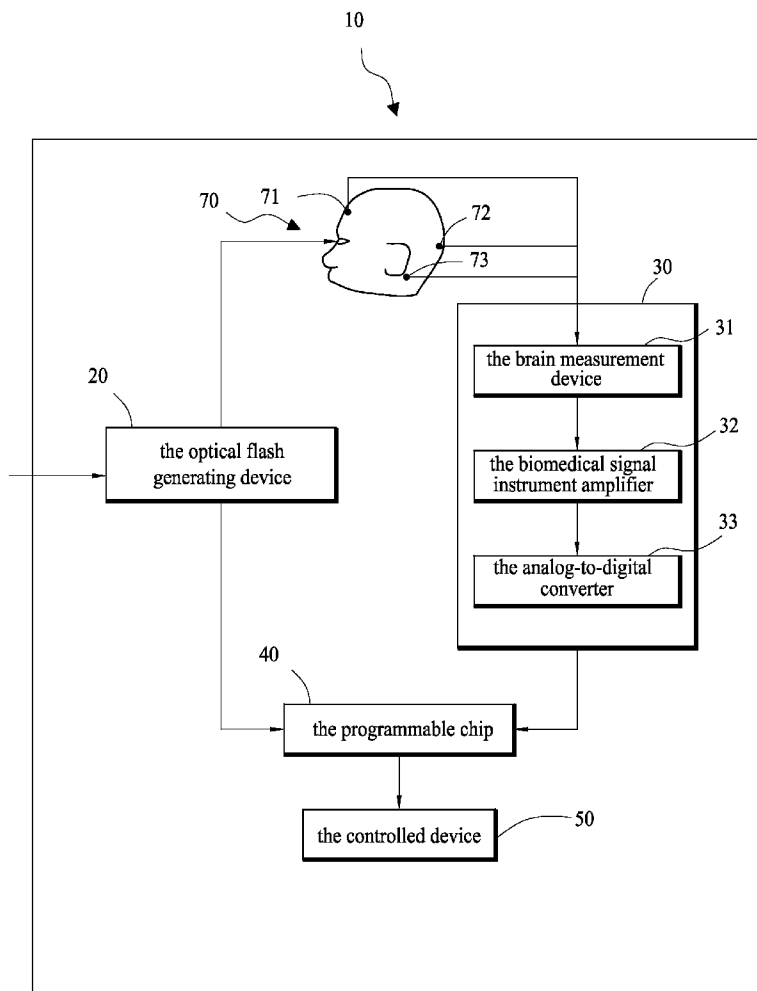 10
71
70
72
73
30
31
the brain measurement
device
20
the optical flash
generating device
32
the biomedical signal
instrument amplifier
33
the analog-to-digital
converter
40
the programmable chip
50
the controlled device